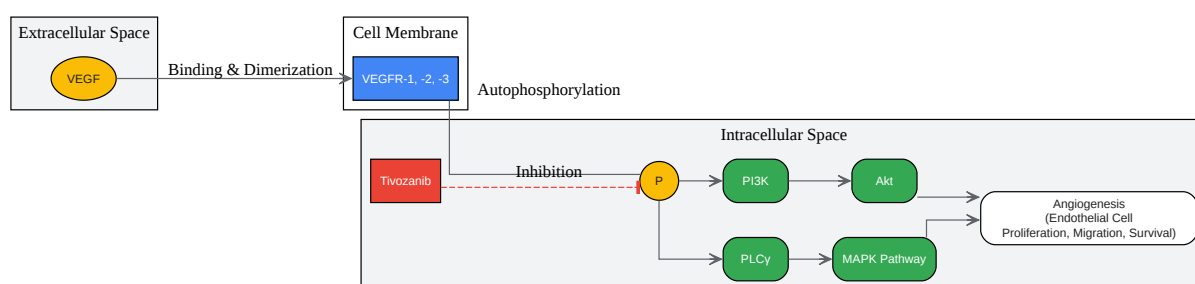 Extracellular Space
Cell Membrane
VEGF
Binding & Dimerization
VEGFR-1, -2, -3
Autophosphorylation
Intracellular Space
Tivozanib
Inhibition
P
PI3K
Akt
Angiogenesis
(Endothelial Cell
Proliferation, Migration, Survival)
PLCγ
MAPK Pathway